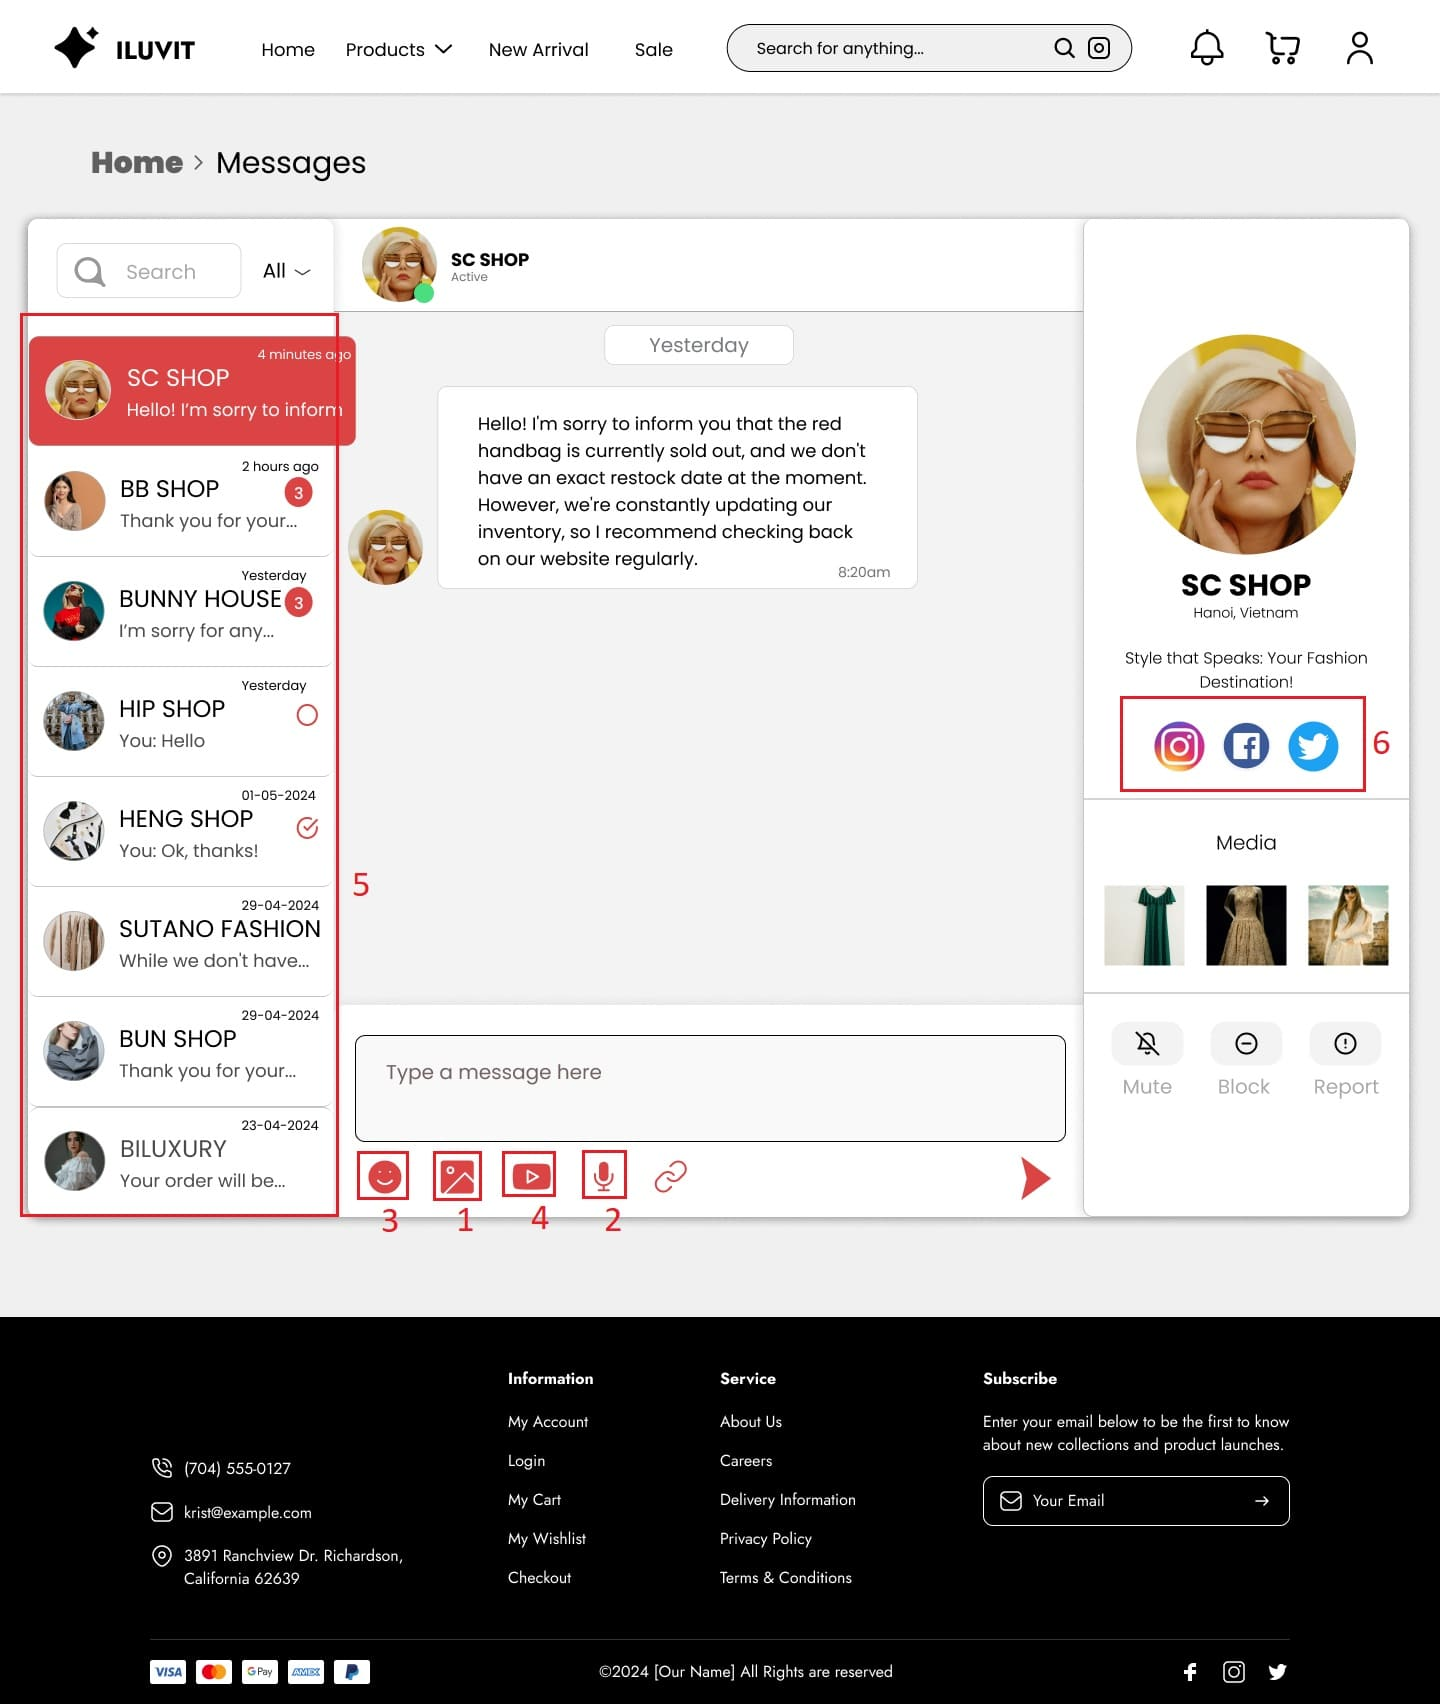 ILUVIT
Home
Products
New Arrival
Sale
Search for anything...
Home > Messages
Search
All
4 minutes ago
SC SHOP
Hello! I'm sorry to inform
2 hours ago
BB SHOP
3
Thank you for your...
Yesterday
BUNNY HOUSE
3
I'm sorry for any...
Yesterday
HIP SHOP
You: Hello
01-05-2024
HENG SHOP
You: Ok, thanks!
29-04-2024
SUTANO FASHION
While we don't have...
29-04-2024
BUN SHOP
Thank you for your...
23-04-2024
BILUXURY
Your order will be...
5
SC SHOP
Active
Yesterday
Hello! I'm sorry to inform you that the red
handbag is currently sold out, and we don't
have an exact restock date at the moment.
However, we're constantly updating our
inventory, so I recommend checking back
on our website regularly.
8:20am
Type a message here
3
1
4
2
SC SHOP
Hanoi, Vietnam
Style that Speaks: Your Fashion
Destination!
6
Media
Mute
Block
Report
(704) 555-0127
krist@example.com
3891 Ranchview Dr. Richardson,
California 62639
Information
My Account
Login
My Cart
My Wishlist
Checkout
Service
About Us
Careers
Delivery Information
Privacy Policy
Terms & Conditions
Subscribe
Enter your email below to be the first to know
about new collections and product launches.
Your Email
VISA
G Pay
AMEX
©2024 [Our Name] All Rights are reserved